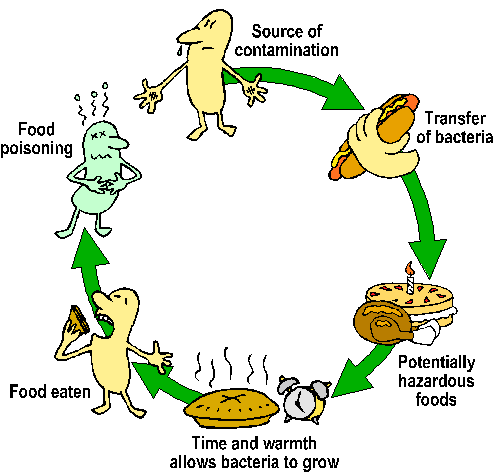 Source of
contamination
Transfer
of bacteria
Potentially
hazardous
foods
Time and warmth
allows bacteria to grow
Food eaten
Food
poisoning